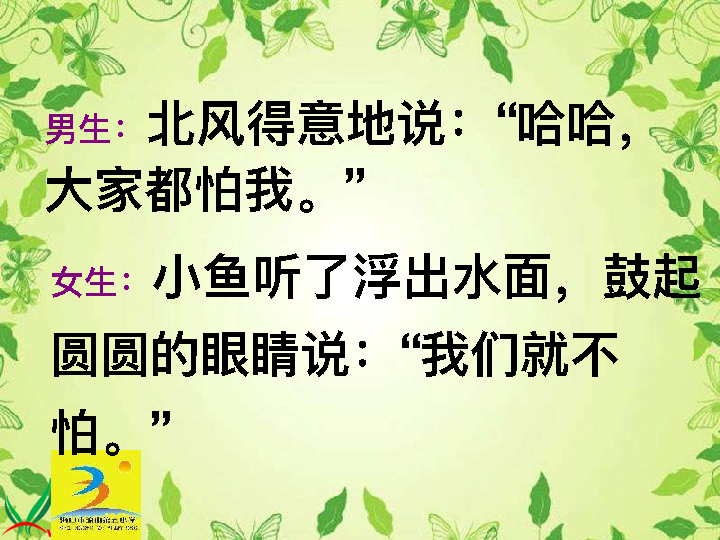 男生：北风得意地说：“哈哈，
大家都怕我。”
女生：小鱼听了浮出水面，鼓起
圆圆的眼睛说：“我们就不
怕。”